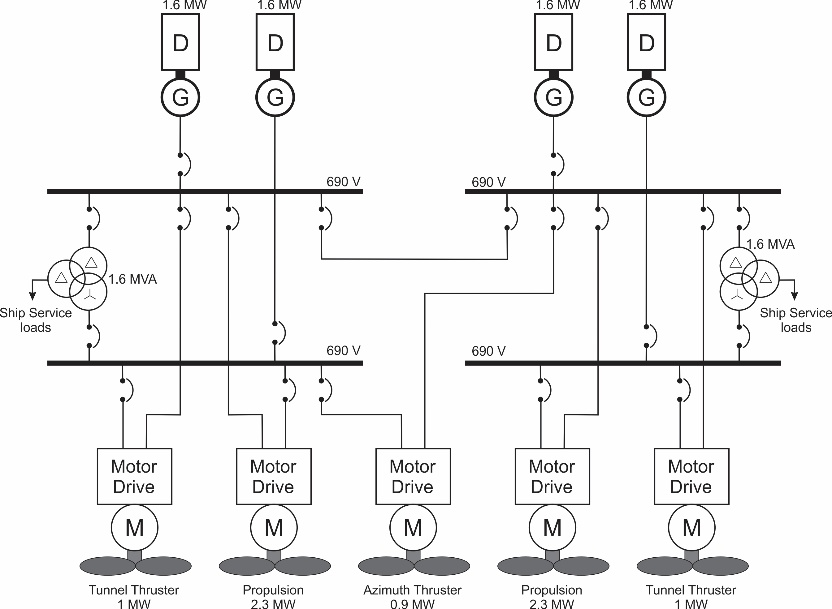 1.6 MW
1.6 MW
1.6 MW
1.6 MW
D
D
D
D
G
G
G
G
690 V
690 V
1.6 MVA
Ship Service
loads
1.6 MVA
Ship Service
loads
690 V
690 V
Motor
Drive
Motor
Drive
Motor
Drive
Motor
Drive
Motor
Drive
M
M
M
M
M
Tunnel Thruster
1 MW
Propulsion
2.3 MW
Azimuth Thruster
0.9 MW
Propulsion
2.3 MW
Tunnel Thruster
1 MW